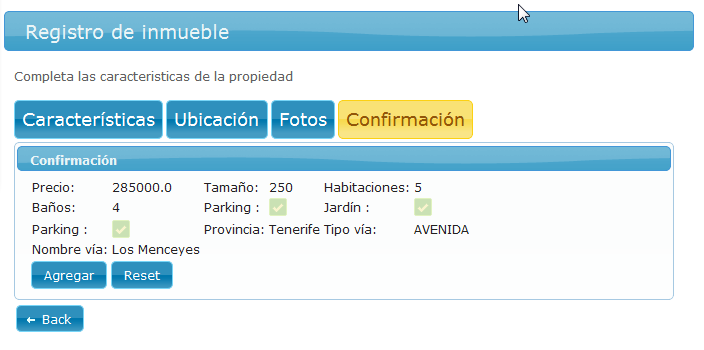 Registro de inmueble
Completa las caracteristicas de la propiedad
Características Ubicación Fotos Confirmación
Confirmación
Precio: 285000.0 Tamaño: 250 Habitaciones: 5
Baños: 4 Parking : Jardín :
Parking : Provincia: Tenerife Tipo vía: AVENIDA
Nombre vía: Los Menceyes
Agregar Reset
Back